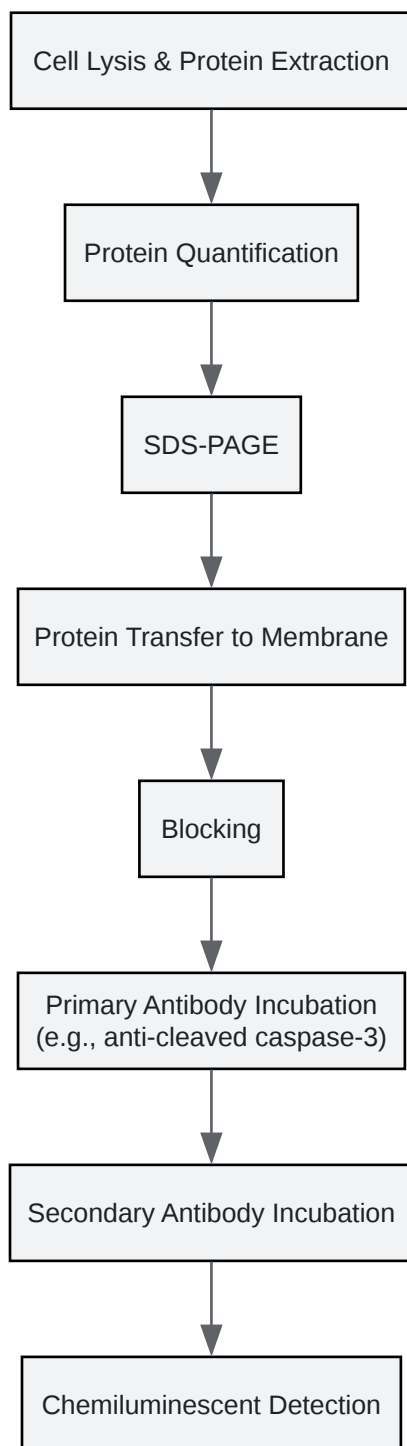 Cell Lysis & Protein Extraction
Protein Quantification
SDS-PAGE
Protein Transfer to Membrane
Blocking
Primary Antibody Incubation
(e.g., anti-cleaved caspase-3)
Secondary Antibody Incubation
Chemiluminescent Detection